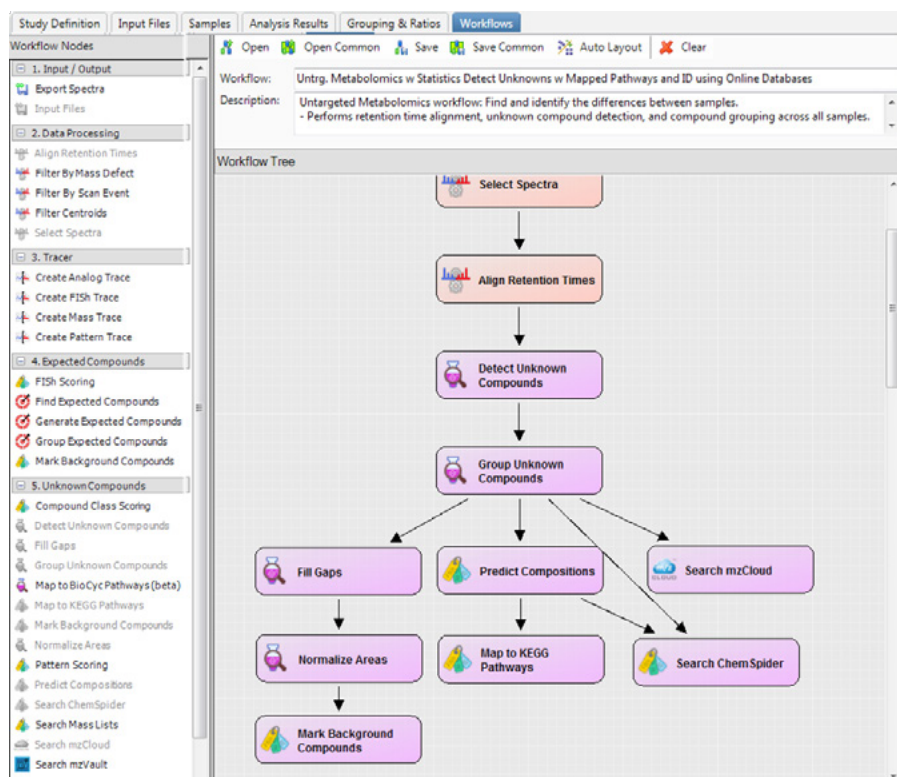 Study Definition Input Files Samples Analysis Results Grouping & Ratios Workflows
Workflow Nodes
1. Input / Output
Export Spectra
Input Files
2. Data Processing
Align Retention Times
Filter By Mass Defect
Filter By Scan Event
Filter Centroids
Select Spectra
3. Tracer
Create Analog Trace
Create FISh Trace
Create Mass Trace
Create Pattern Trace
4. Expected Compounds
FISh Scoring
Find Expected Compounds
Generate Expected Compounds
Group Expected Compounds
Mark Background Compounds
5. Unknown Compounds
Compound Class Scoring
Detect Unknown Compounds
Fill Gaps
Group Unknown Compounds
Map to BioCyc Pathways (beta)
Map to KEGG Pathways
Mark Background Compounds
Normalize Areas
Pattern Scoring
Predict Compositions
Search ChemSpider
Search Mass Lists
Search mzCloud
Search mzVault
Open Open Common Save Save Common Auto Layout Clear
Workflow: Untrg. Metabolomics w Statistics Detect Unknowns w Mapped Pathways and ID using Online Databases
Description: Untargeted Metabolomics workflow: Find and identify the differences between samples.
- Performs retention time alignment, unknown compound detection, and compound grouping across all samples.
Workflow Tree
Select Spectra
Align Retention Times
Detect Unknown
Compounds
Group Unknown
Compounds
Fill Gaps
Predict Compositions
CLOUD
Search mzCloud
Normalize Areas
Map to KEGG
Pathways
Search ChemSpider
Mark Background
Compounds